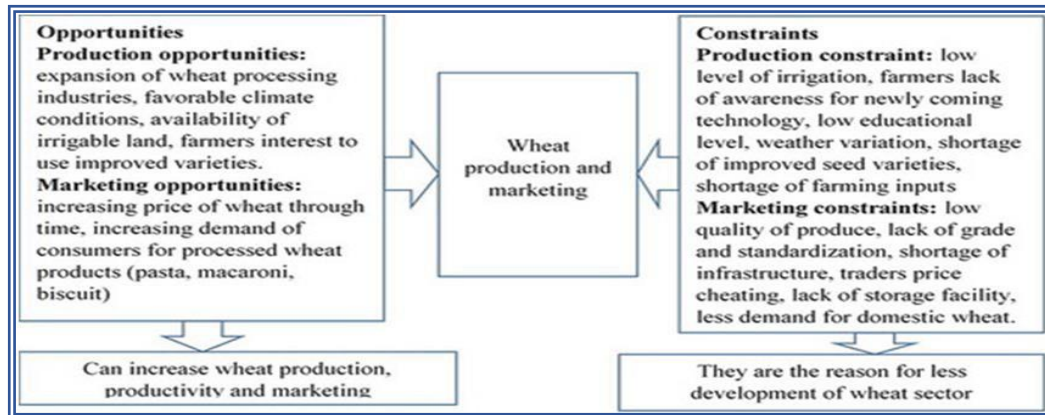 Opportunities
Production opportunities:
expansion of wheat processing
industries, favorable climate
conditions, availability of
irrigable land, farmers interest to
use improved varieties.
Marketing opportunities:
increasing price of wheat through
time, increasing demand of
consumers for processed wheat
products (pasta, macaroni,
biscuit)
Can increase wheat production,
productivity and marketing
Wheat
production and
marketing
Constraints
Production constraint: low
level of irrigation, farmers lack
of awareness for newly coming
technology, low educational
level, weather variation, shortage
of improved seed varieties,
shortage of farming inputs
Marketing constraints: low
quality of produce, lack of grade
and standardization, shortage of
infrastructure, traders price
cheating, lack of storage facility,
less demand for domestic wheat.
They are the reason for less
development of wheat sector